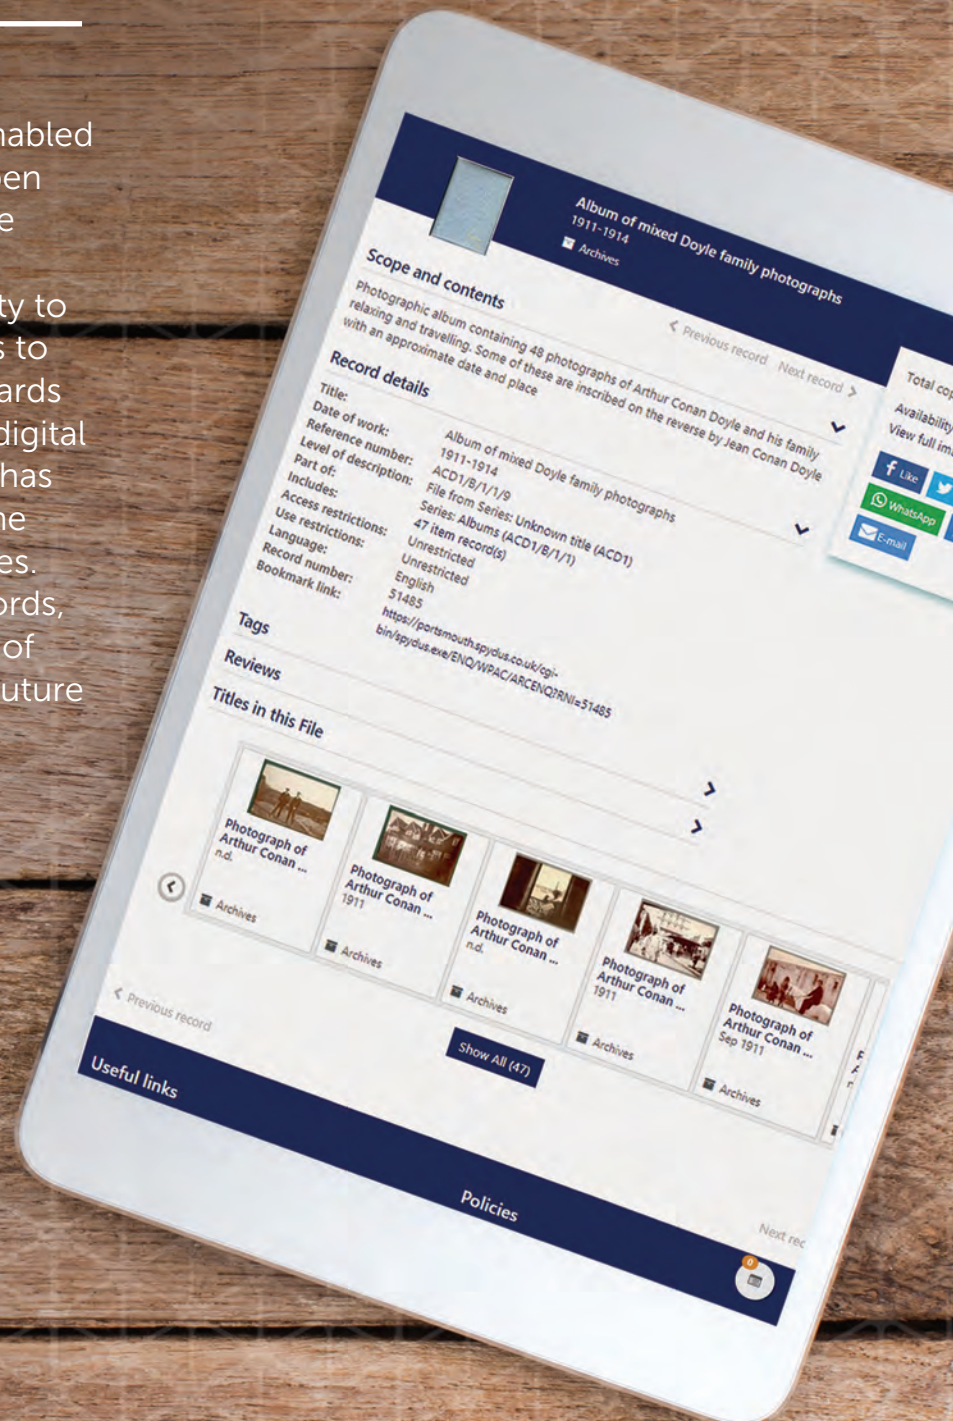 nabled
pen
e
ty to
s to
ards
digital
has
ne
es.
ords,
of
uture
Album of mixed Doyle family photographs
1911-1914
Archives
Previous record Next record
Scope and contents
Photographic album containing 48 photographs of Arthur Conan Doyle and his family
relaxing and travelling. Some of these are inscribed on the reverse by Jean Conan Doyle
with an approximate date and place
Record details
Title: Album of mixed Doyle family photographs
Date of work: 1911-1914
Reference number: ACD1/B/1/1/9
Level of description: File from Series: Unknown title (ACD1)
Part of: Series: Albums (ACD1/B/1/1)
Includes: 47 item record(s)
Access restrictions: Unrestricted
Use restrictions: Unrestricted
Language: English
Record number: 51485
Bookmark link: https://portsmouth.spydus.co.uk/cgi-
bin/spydus.exe/ENQ/WPAC/ARCENQ?RNI=51485
Tags
Reviews
Titles in this File
Photograph of
Arthur Conan ...
n.d.
Archives
Photograph of
Arthur Conan ...
1911
Archives
Photograph of
Arthur Conan ...
n.d.
Archives
Photograph of
Arthur Conan ...
1911
Archives
Photograph of
Arthur Conan ...
Sep 1911
Archives
Show All (47)
Previous record
Next rec
Useful links
Policies
0
Total cop
Availability
View full im
f Like
WhatsApp
E-mail